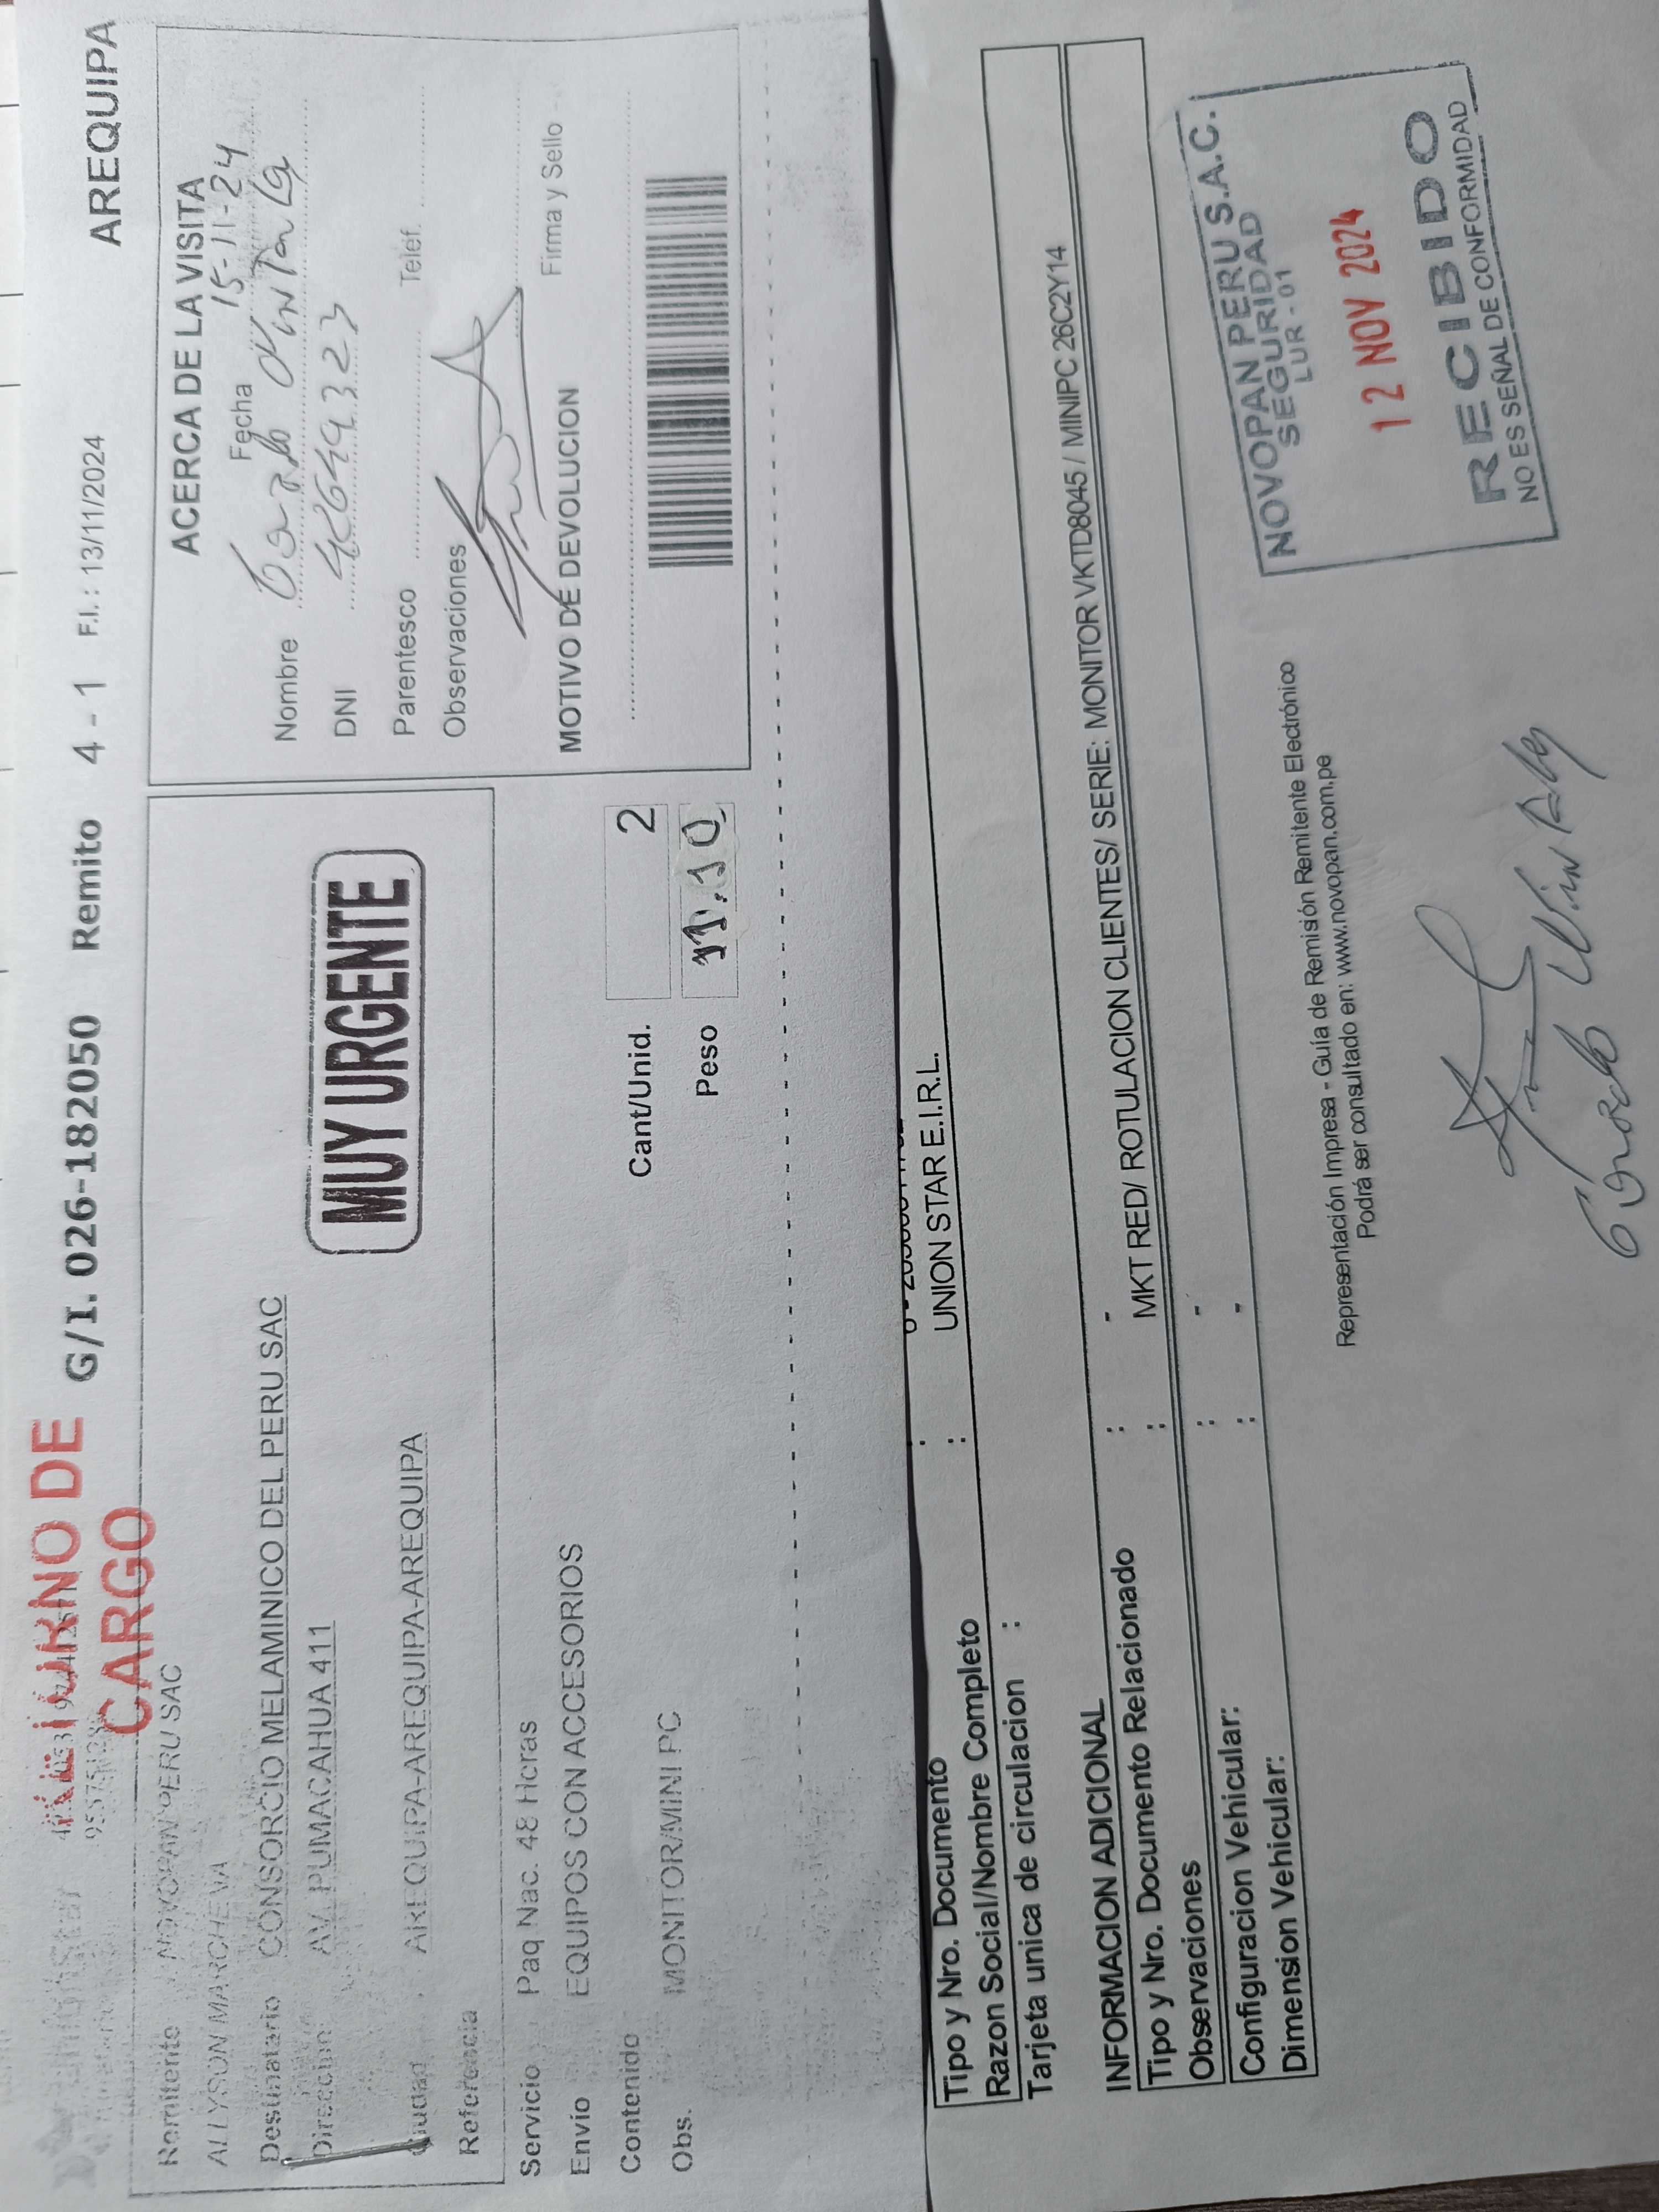 RETURNO DE
CARGO
G/I. 026-182050 Remito 4 - 1 F.I. : 13/11/2024 AREQUIPA
Remitente : NOVOPAN PERU SAC
ALLYSON MARCHENA
Destinatario CONSORCIO MELAMINICO DEL PERU SAC
Direccion AV. PUMACAHUA 411
Ciudad AREQUIPA-AREQUIPA-AREQUIPA
Referencia
MUY URGENTE
ACERCA DE LA VISITA
Fecha 15-11-24
Nombre
DNI
Parentesco Telef.
Observaciones
Firma y Sello
MOTIVO DE DEVOLUCION
Servicio Paq Nac. 48 Horas
Envio EQUIPOS CON ACCESORIOS
Contenido
Obs. MONITOR/MINI PC
Cant/Unid. 2
Peso 11.10
Tipo y Nro. Documento :
Razon Social/Nombre Completo : UNION STAR E.I.R.L.
Tarjeta unica de circulacion :
INFORMACION ADICIONAL
Tipo y Nro. Documento Relacionado : -
Observaciones : MKT RED/ ROTULACION CLIENTES/ SERIE: MONITOR VKTD8045 / MINIPC 26C2Y14
Configuracion Vehicular: : -
Dimension Vehicular: : -
Representación Impresa - Guía de Remisión Remitente Electrónico
Podrá ser consultado en: www.novopan.com.pe
NOVOPAN PERU S.A.C.
SEGURIDAD
LUR - 01
12 NOV 2024
RECIBIDO
NO ES SEÑAL DE CONFORMIDAD